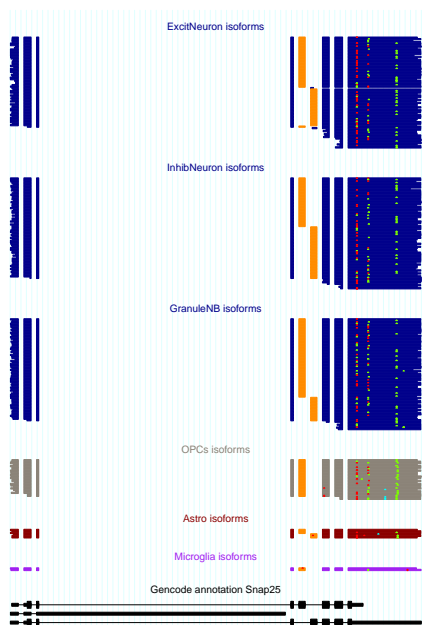 ExcitNeuron isoforms
InhibNeuron isoforms
GranuleNB isoforms
OPCs isoforms
Astro isoforms
Microglia isoforms
Gencode annotation Snap25